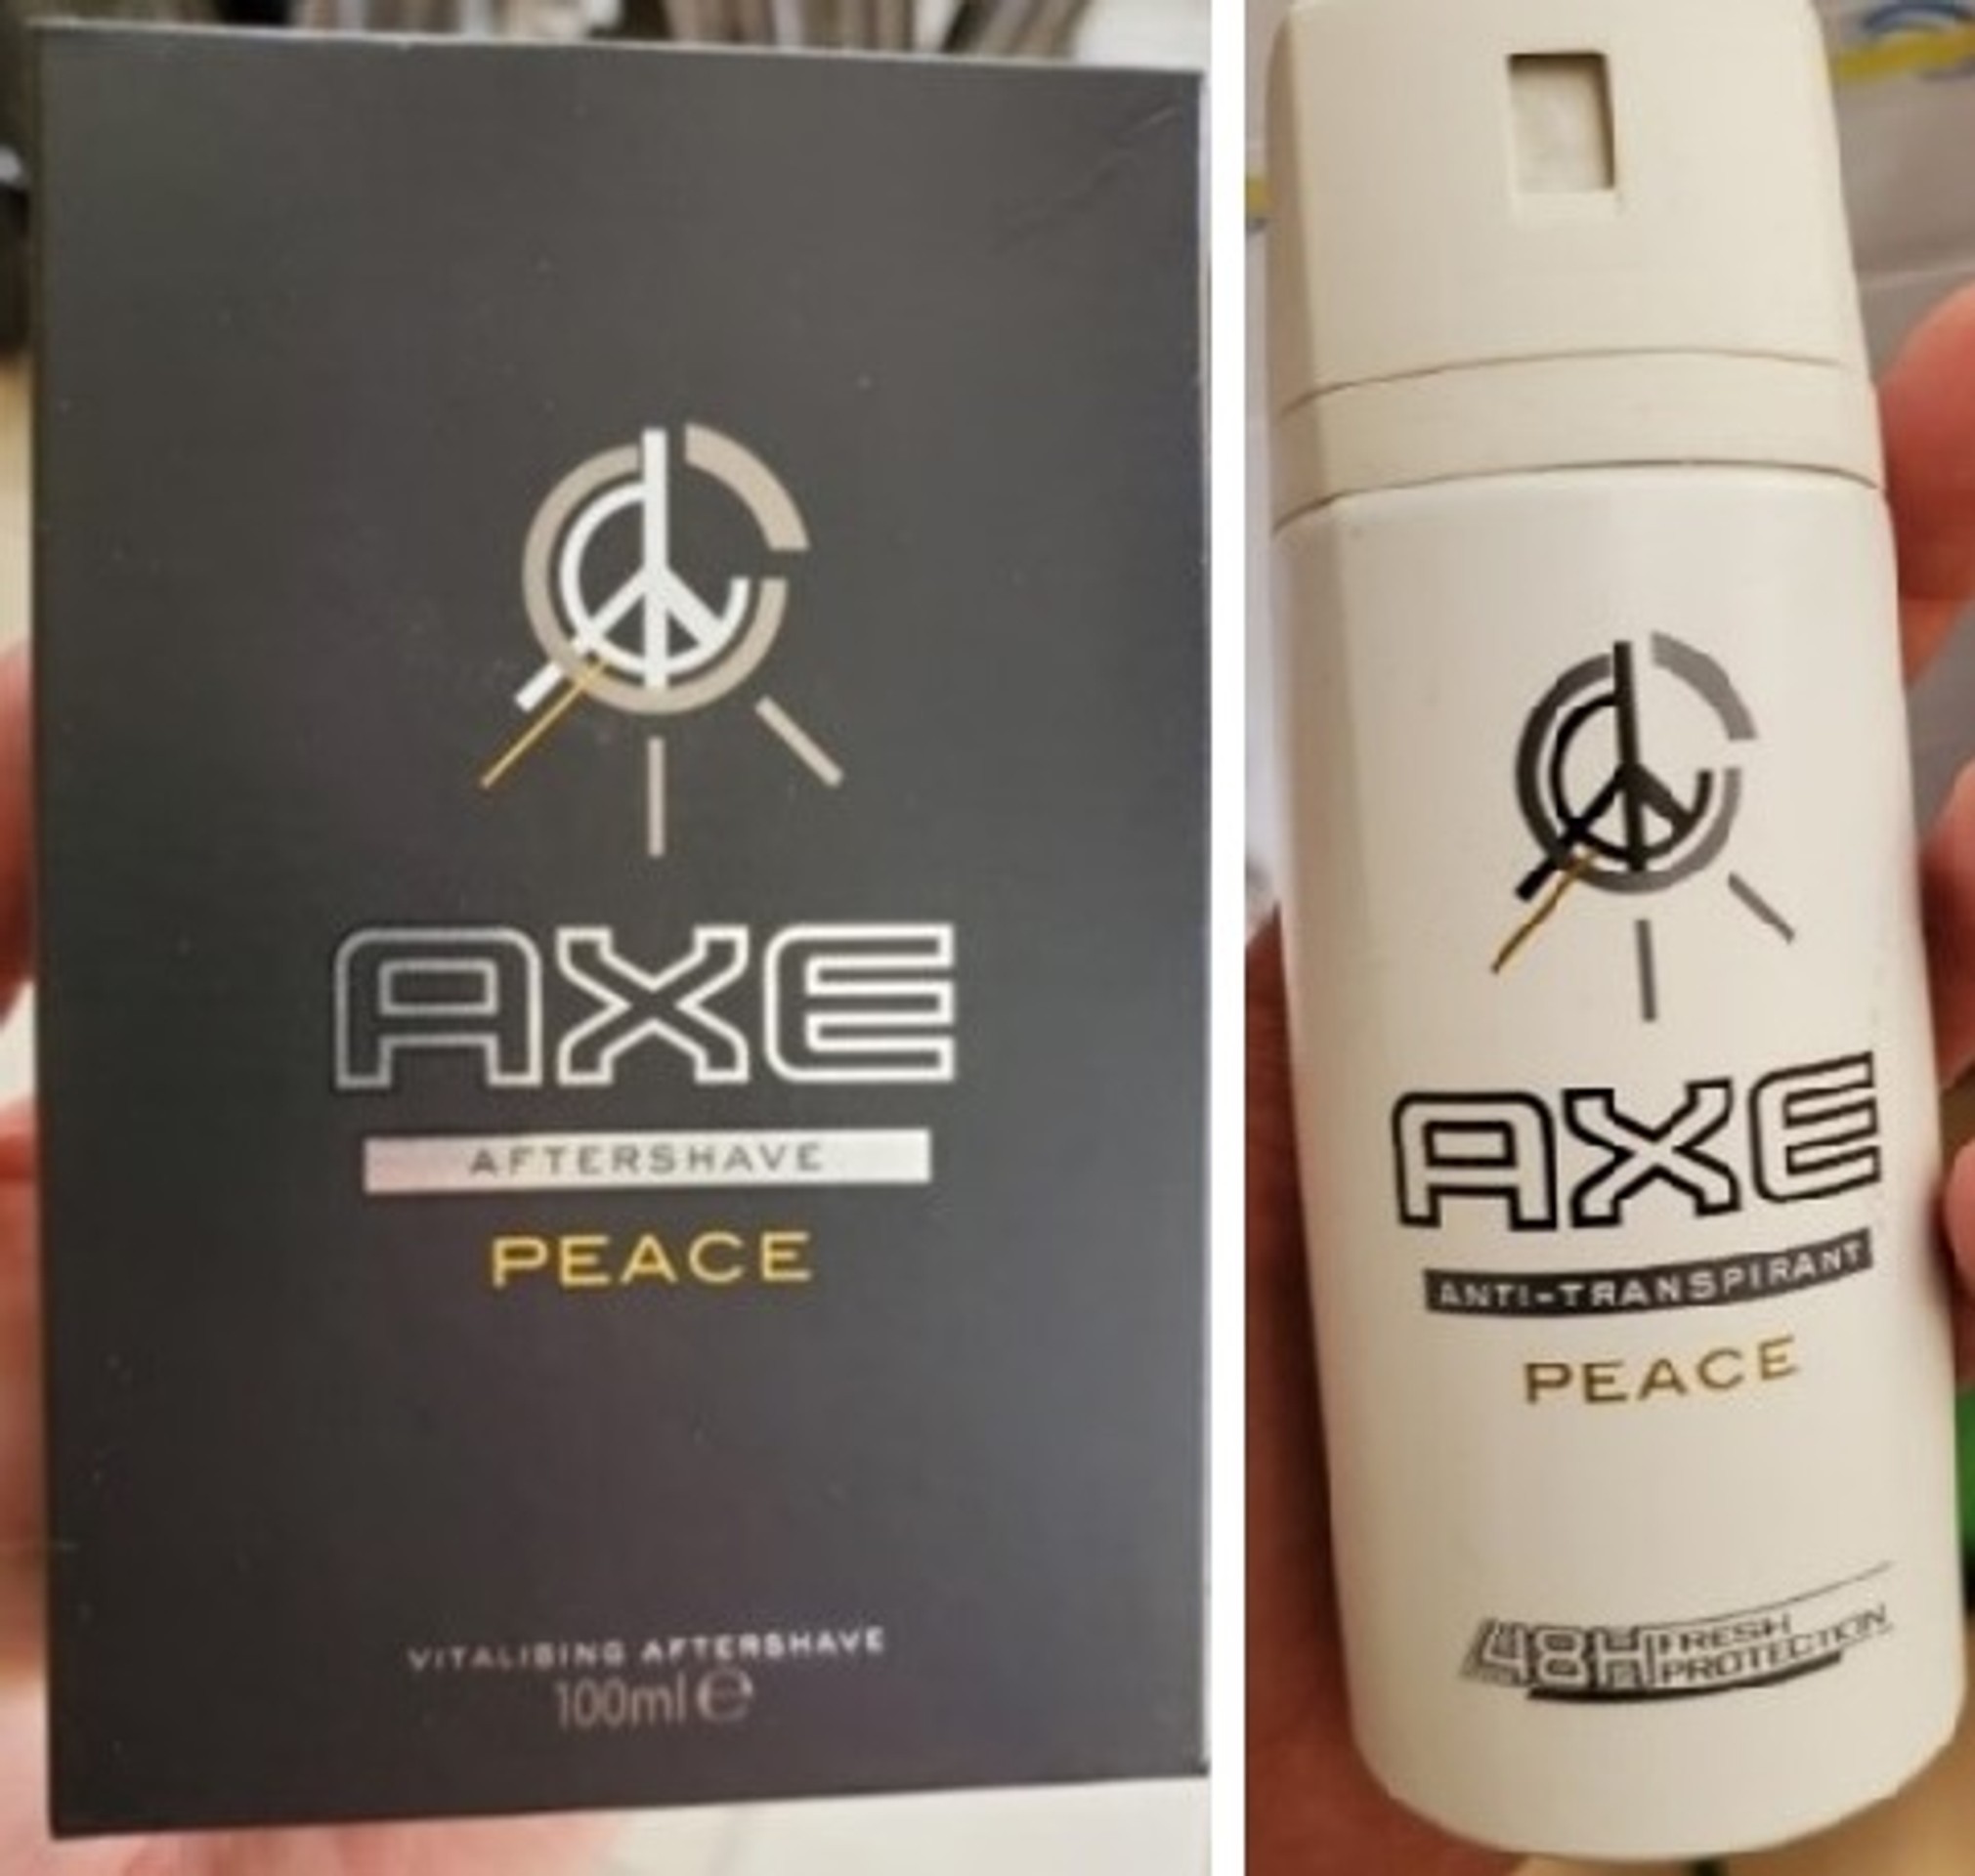 AXE
AFTERSHAVE
PEACE
VITALISING AFTERSHAVE
100ml ℮
AXE
ANTI-TRANSPIRANT
PEACE
48H FRESH
PROTECTION